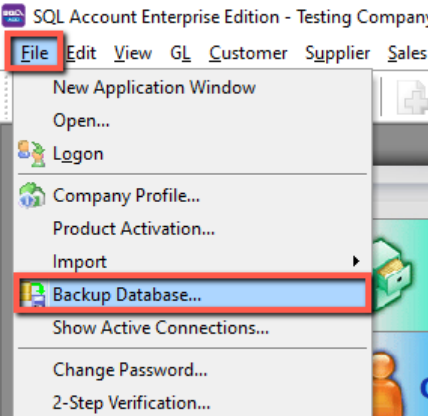 SQL Account Enterprise Edition - Testing Company
File Edit View GL Customer Supplier Sales
New Application Window
Open...
Logon
Company Profile...
Product Activation...
Import
Backup Database...
Show Active Connections...
Change Password...
2-Step Verification...